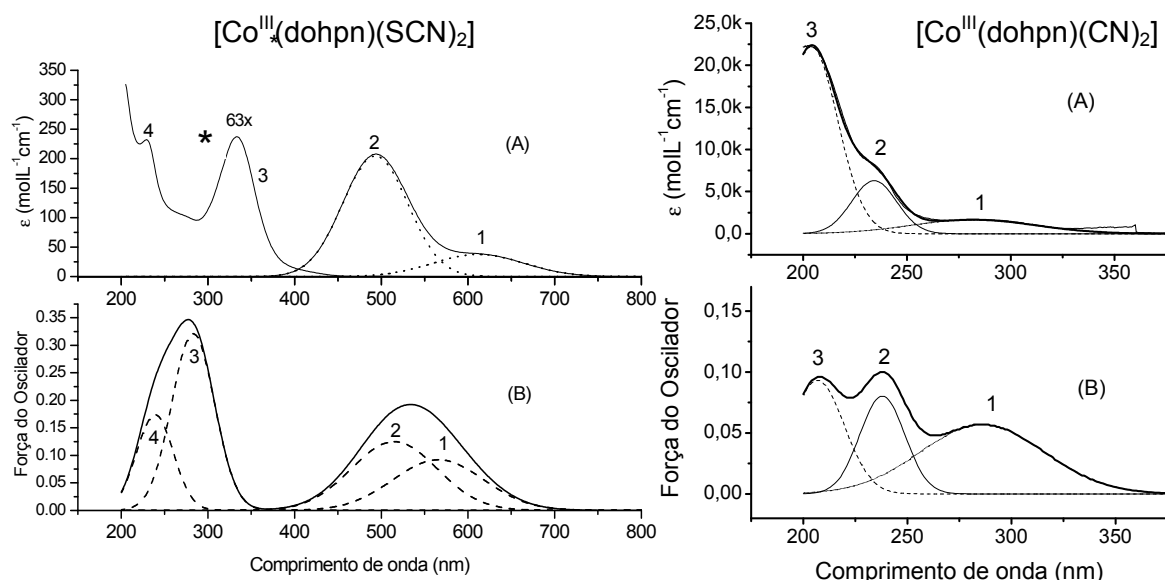 [Co^III(dohpn)(SCN)₂]
*
350
300
250
200
150
100
50
0
ε (molL⁻¹cm⁻¹)
4
*
63x
3
2
1
(A)
200 300 400 500 600 700 800
0.35
0.30
0.25
0.20
0.15
0.10
0.05
0.00
Força do Oscilador
4
3
2
1
(B)
200 300 400 500 600 700 800
Comprimento de onda (nm)
[Co^III(dohpn)(CN)₂]
25,0k
20,0k
15,0k
10,0k
5,0k
0,0
ε (molL⁻¹cm⁻¹)
3
2
1
(A)
200 250 300 350
0,15
0,10
0,05
0,00
Força do Oscilador
3
2
1
(B)
200 250 300 350
Comprimento de onda (nm)